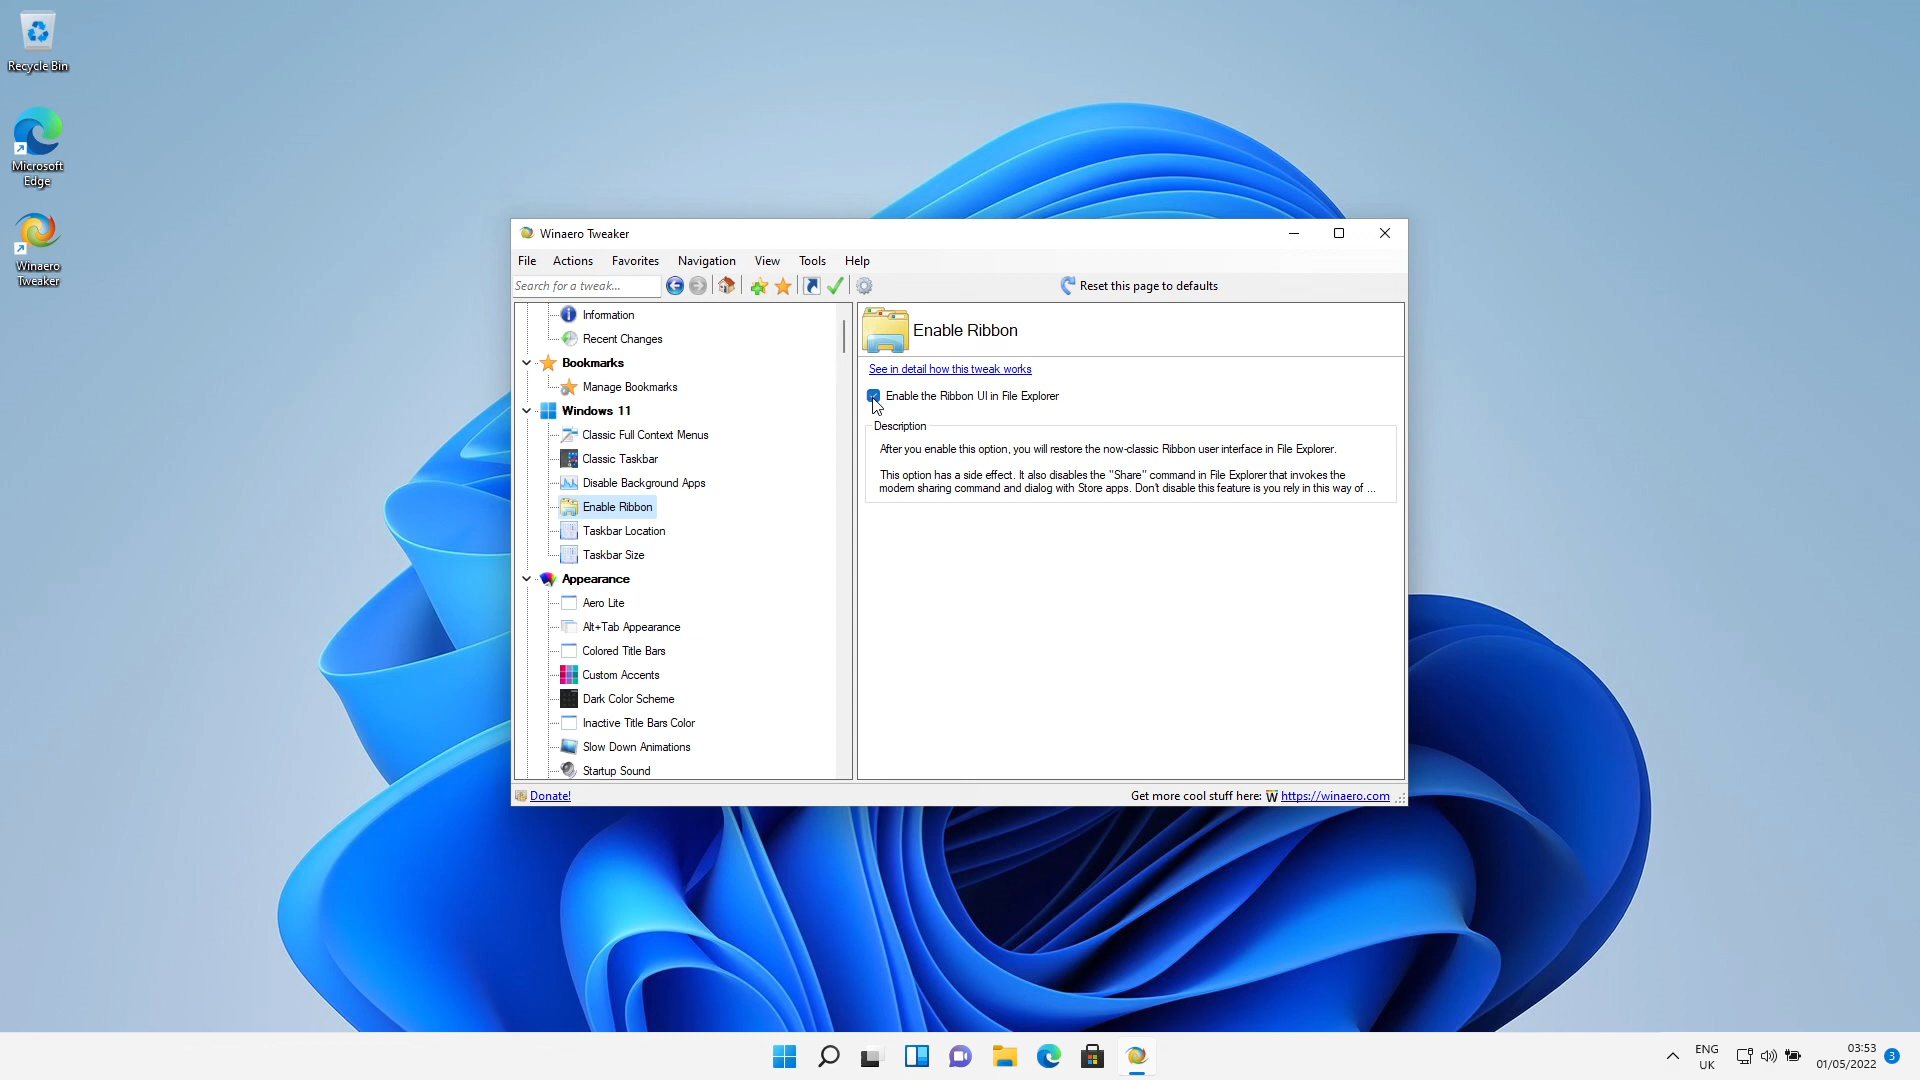 Recycle Bin
Microsoft
Edge
Winaero
Tweaker
Winaero Tweaker
File Actions Favorites Navigation View Tools Help
Search for a tweak...
Reset this page to defaults
Information
Recent Changes
Bookmarks
Manage Bookmarks
Windows 11
Classic Full Context Menus
Classic Taskbar
Disable Background Apps
Enable Ribbon
Taskbar Location
Taskbar Size
Appearance
Aero Lite
Alt+Tab Appearance
Colored Title Bars
Custom Accents
Dark Color Scheme
Inactive Title Bars Color
Slow Down Animations
Startup Sound
Enable Ribbon
See in detail how this tweak works
Enable the Ribbon UI in File Explorer
Description
After you enable this option, you will restore the now-classic Ribbon user interface in File Explorer.
This option has a side effect. It also disables the "Share" command in File Explorer that invokes the
modern sharing command and dialog with Store apps. Don't disable this feature is you rely in this way of ...
Donate!
Get more cool stuff here: W https://winaero.com
ENG
UK
03:53
01/05/2022
3